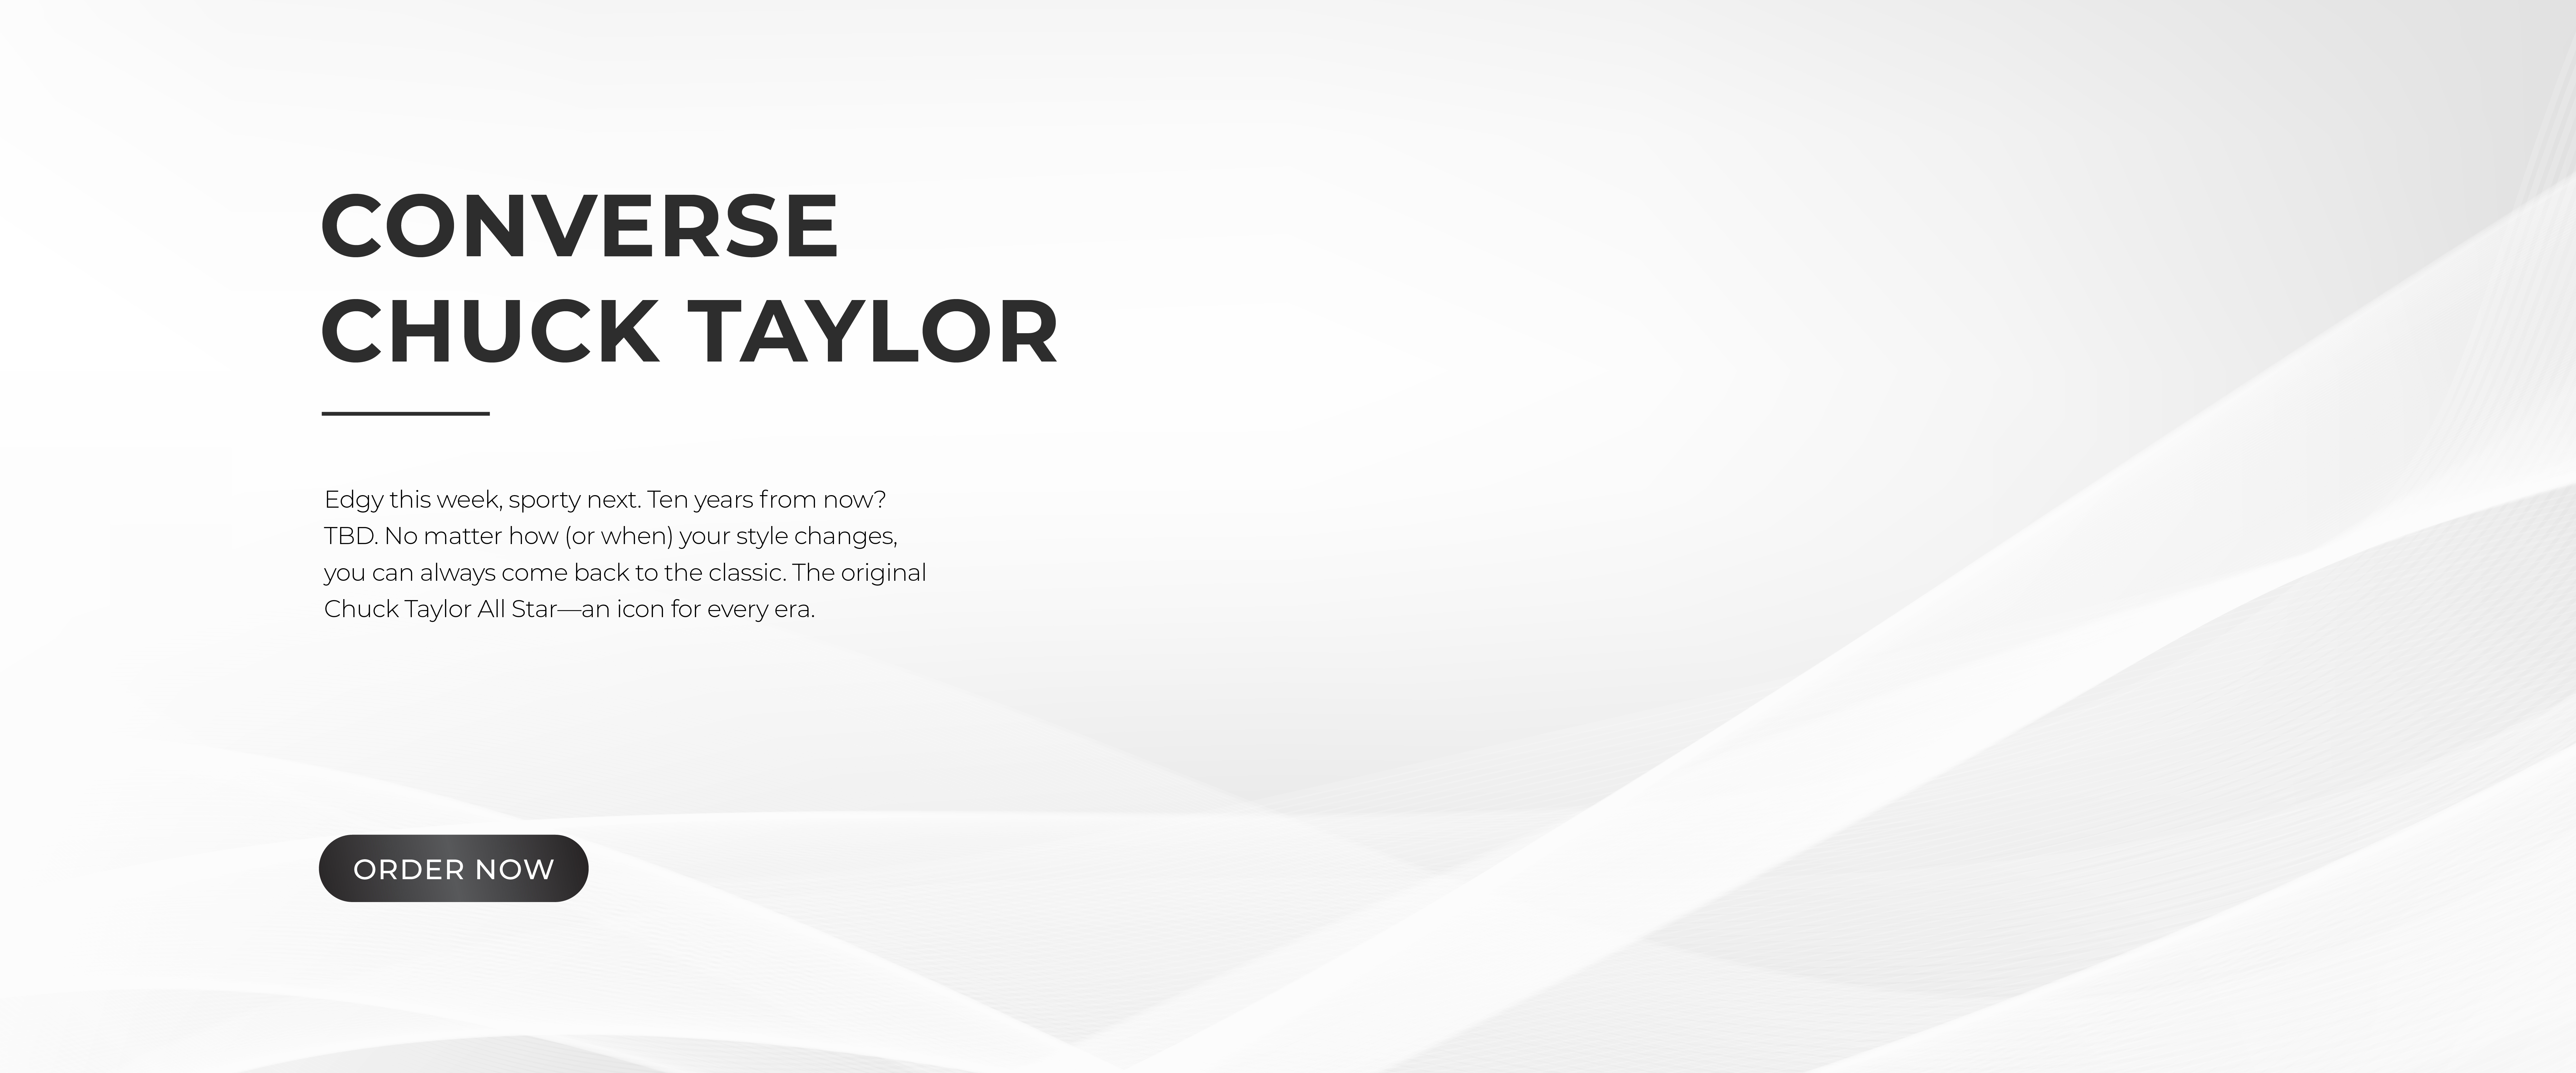 CONVERSE
CHUCK TAYLOR
Edgy this week, sporty next. Ten years from now?
TBD. No matter how (or when) your style changes,
you can always come back to the classic. The original
Chuck Taylor All Star—an icon for every era.
ORDER NOW